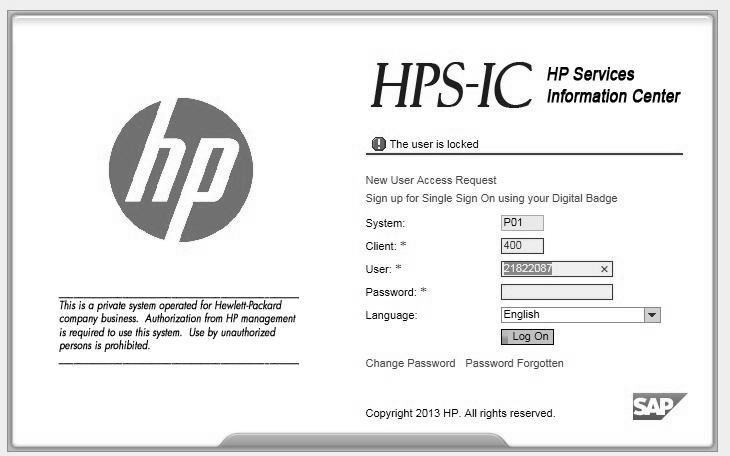 hp
HPS-IC
HP Services
Information Center
The user is locked
New User Access Request
Sign up for Single Sign On using your Digital Badge
System: P01
Client: * 400
User: * 21822087
Password: *
Language: English
Log On
Change Password Password Forgotten
This is a private system operated for Hewlett-Packard
company business. Authorization from HP management
is required to use this system. Use by unauthorized
persons is prohibited.
Copyright 2013 HP. All rights reserved.
SAP